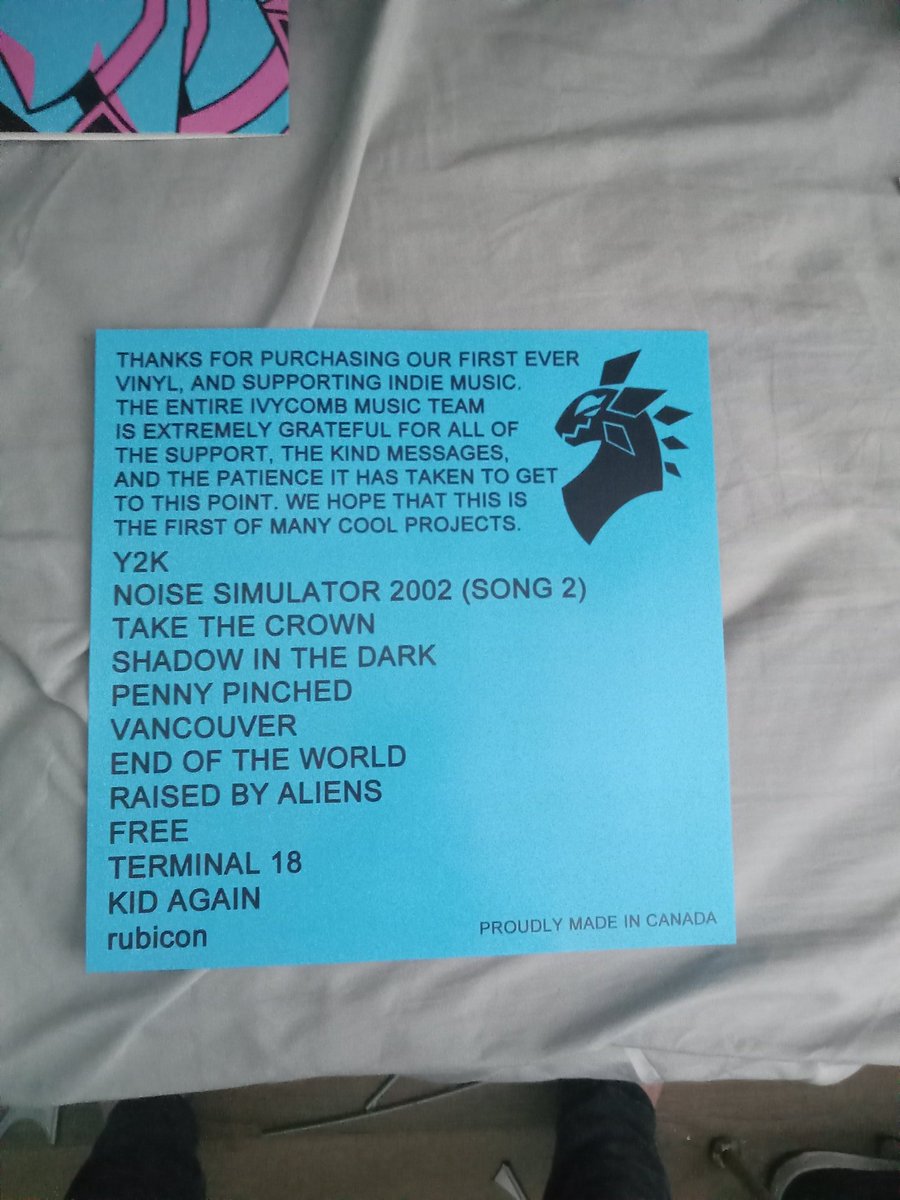 THANKS FOR PURCHASING OUR FIRST EVER
VINYL, AND SUPPORTING INDIE MUSIC.
THE ENTIRE IVYCOMB MUSIC TEAM
IS EXTREMELY GRATEFUL FOR ALL OF
THE SUPPORT, THE KIND MESSAGES,
AND THE PATIENCE IT HAS TAKEN TO GET
TO THIS POINT. WE HOPE THAT THIS IS
THE FIRST OF MANY COOL PROJECTS.
Y2K
NOISE SIMULATOR 2002 (SONG 2)
TAKE THE CROWN
SHADOW IN THE DARK
PENNY PINCHED
VANCOUVER
END OF THE WORLD
RAISED BY ALIENS
FREE
TERMINAL 18
KID AGAIN
rubicon
PROUDLY MADE IN CANADA